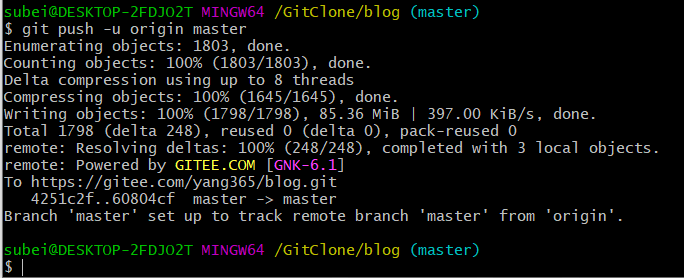 subei@DESKTOP-2FDJO2T MINGW64 /GitClone/blog (master)
$ git push -u origin master
Enumerating objects: 1803, done.
Counting objects: 100% (1803/1803), done.
Delta compression using up to 8 threads
Compressing objects: 100% (1645/1645), done.
Writing objects: 100% (1798/1798), 85.36 MiB | 397.00 KiB/s, done.
Total 1798 (delta 248), reused 0 (delta 0), pack-reused 0
remote: Resolving deltas: 100% (248/248), completed with 3 local objects.
remote: Powered by GITEE.COM [GNK-6.1]
To https://gitee.com/yang365/blog.git
   4251c2f..60804cf  master -> master
Branch 'master' set up to track remote branch 'master' from 'origin'.
subei@DESKTOP-2FDJO2T MINGW64 /GitClone/blog (master)
$